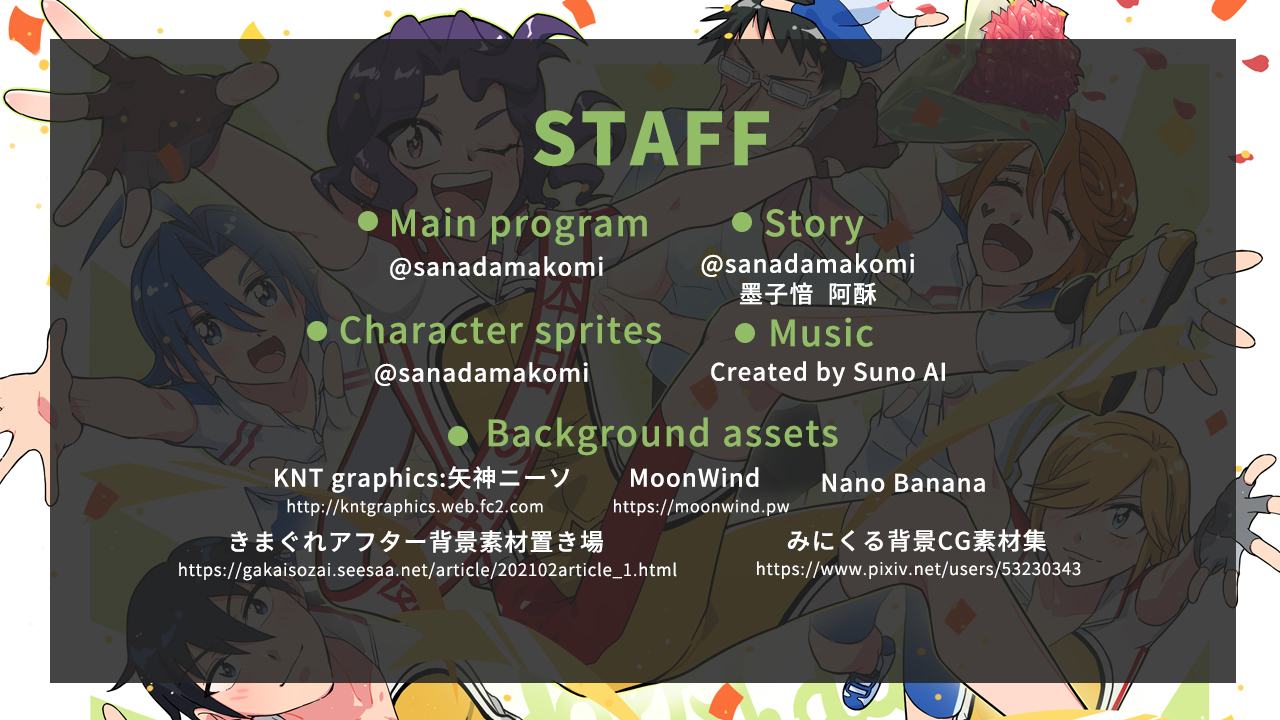 STAFF
Main program
@sanadamakomi
Story
@sanadamakomi
墨子愔 阿酥
Character sprites
@sanadamakomi
Music
Created by Suno AI
Background assets
KNT graphics:矢神ニーソ
http://kntgraphics.web.fc2.com
MoonWind
https://moonwind.pw
Nano Banana
きまぐれアフター背景素材置き場
https://gakaisozai.seesaa.net/article/202102article_1.html
みにくる背景CG素材集
https://www.pixiv.net/users/53230343